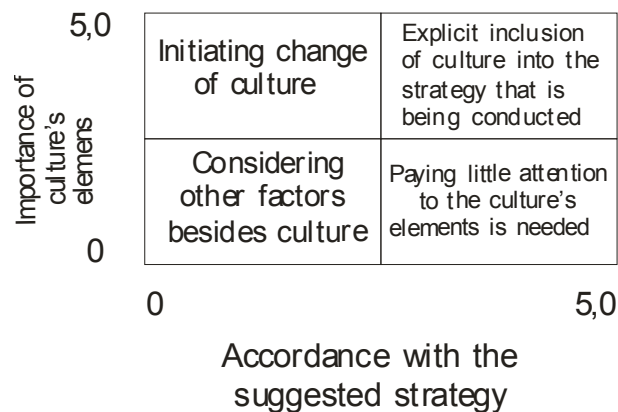 5,0
Importance of
culture's
elemens
0
Initiating change
of culture
Explicit inclusion
of culture into the
strategy that is
being conducted
Considering
other factors
besides culture
Paying little attention
to the culture's
elements is needed
0
5,0
Accordance with the
suggested strategy